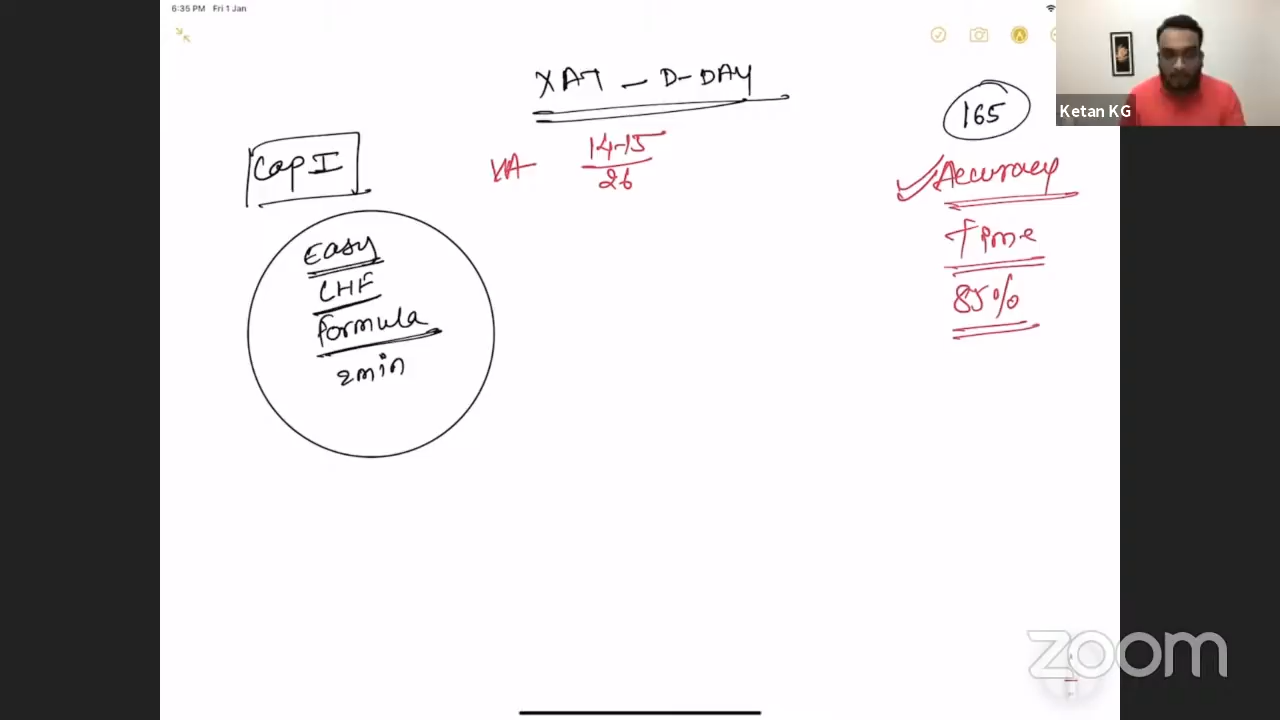 6:35 PM Fri 1 Jan
XAT - D-DAY
165
Ketan KG
Cap I
VA 14-15
26
Accuracy
Time
85%
Easy
LHF
formula
2min
zoom